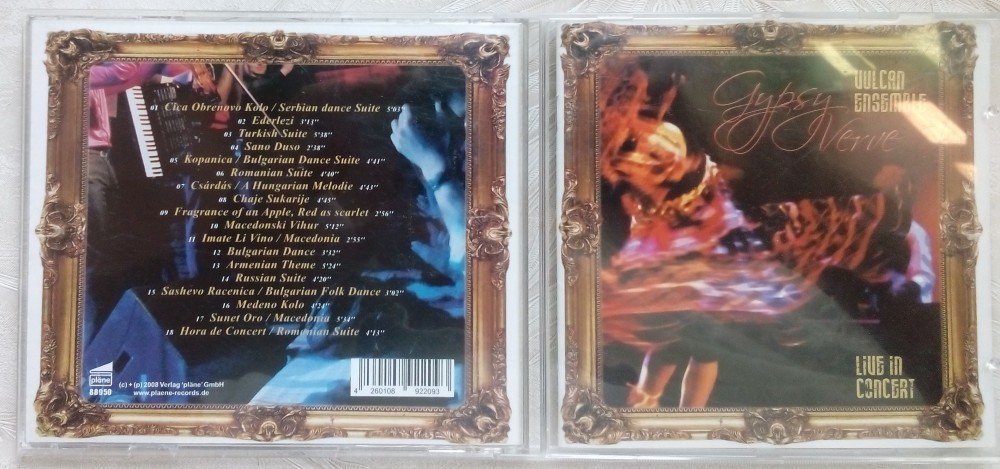 01 Cica Obrenovo Kolo / Serbian dance Suite 5'03"
02 Ederlezi 3'13"
03 Turkish Suite 5'38"
04 Sano Duso 2'38"
05 Kopanica / Bulgarian Dance Suite 4'41"
06 Romanian Suite 4'40"
07 Csárdás / A Hungarian Melodie 4'43"
08 Chaje Sukarije 4'45"
09 Fragrance of an Apple, Red as scarlet 2'56"
10 Macedonski Vihur 5'12"
11 Imate Li Vino / Macedonia 2'55"
12 Bulgarian Dance 3'32"
13 Armenian Theme 5'24"
14 Russian Suite 4'20"
15 Sashevo Racenica / Bulgarian Folk Dance 3'02"
16 Medeno Kolo 4'24"
17 Sunet Oro / Macedonia 5'34"
18 Hora de Concert / Romenian Suite 4'13"
pläne
88950
(c) + (p) 2008 Verlag 'pläne' GmbH
www.plaene-records.de
4 260108 922093
Gypsy
Verve
VULCAN
ENSEMBLE
LIVE IN
CONCERT